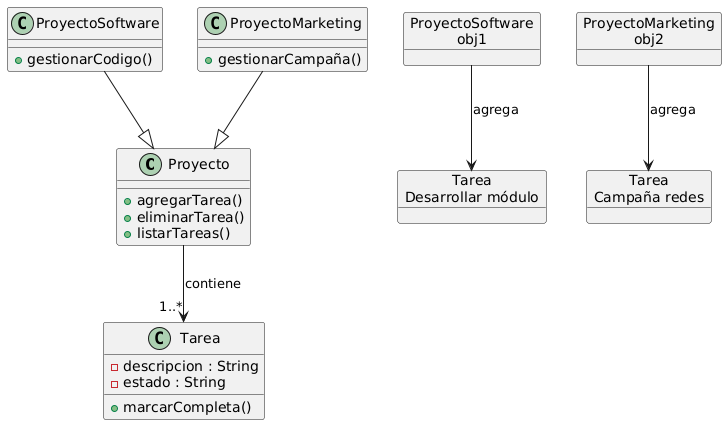 C ProyectoSoftware
gestionarCodigo()
C ProyectoMarketing
gestionarCampaña()
ProyectoSoftware
obj1
ProyectoMarketing
obj2
agrega
agrega
C Proyecto
agregarTarea()
eliminarTarea()
listarTareas()
Tarea
Desarrollar módulo
Tarea
Campaña redes
contiene
1..*
C Tarea
descripcion : String
estado : String
marcarCompleta()